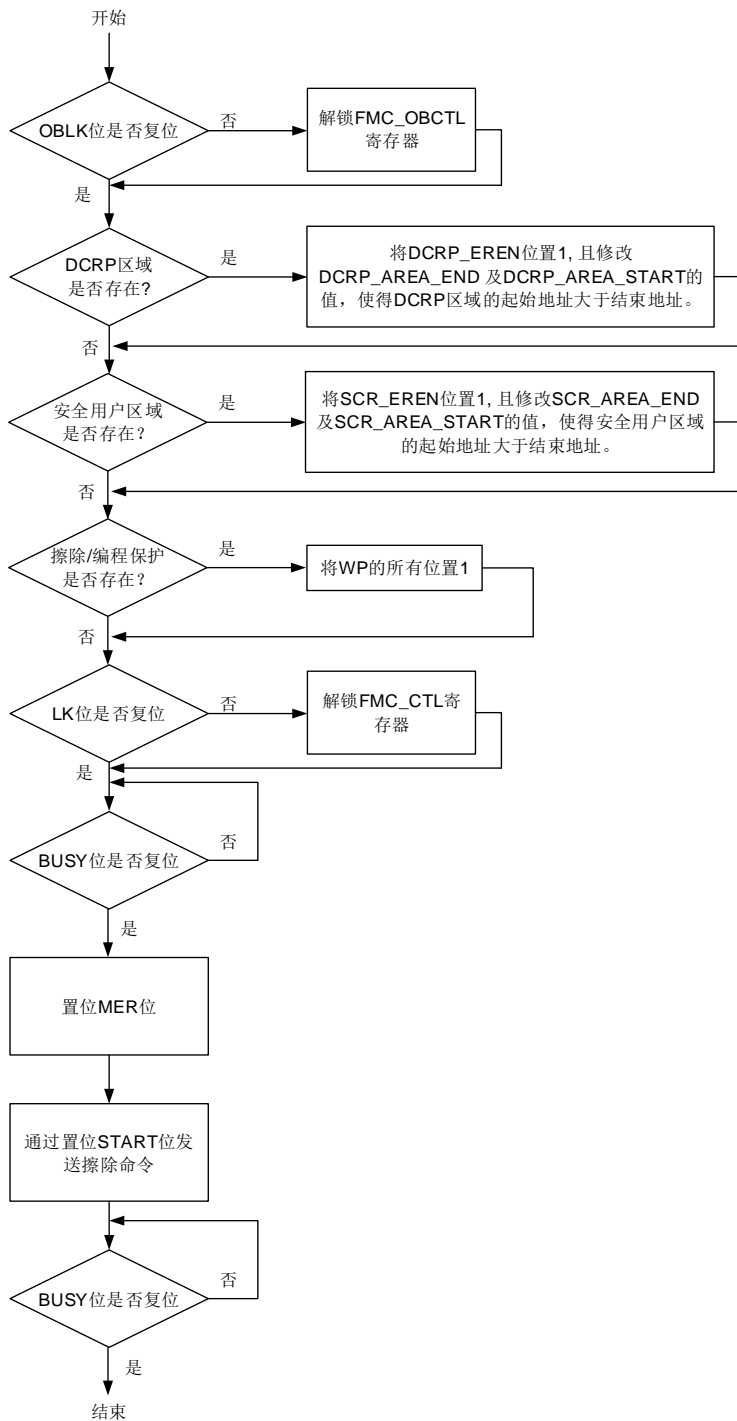 开始
OBLK位是否复位
否
解锁FMC_OBCTL
寄存器
是
DCRP区域
是否存在?
是
将DCRP_EREN位置1, 且修改
DCRP_AREA_END 及DCRP_AREA_START的
值，使得DCRP区域的起始地址大于结束地址。
否
安全用户区域
是否存在？
是
将SCR_EREN位置1, 且修改SCR_AREA_END
及SCR_AREA_START的值，使得安全用户区域
的起始地址大于结束地址。
否
擦除/编程保护
是否存在？
是
将WP的所有位置1
否
LK位是否复位
否
解锁FMC_CTL寄
存器
是
BUSY位是否复位
否
是
置位MER位
通过置位START位发
送擦除命令
BUSY位是否复位
否
是
结束